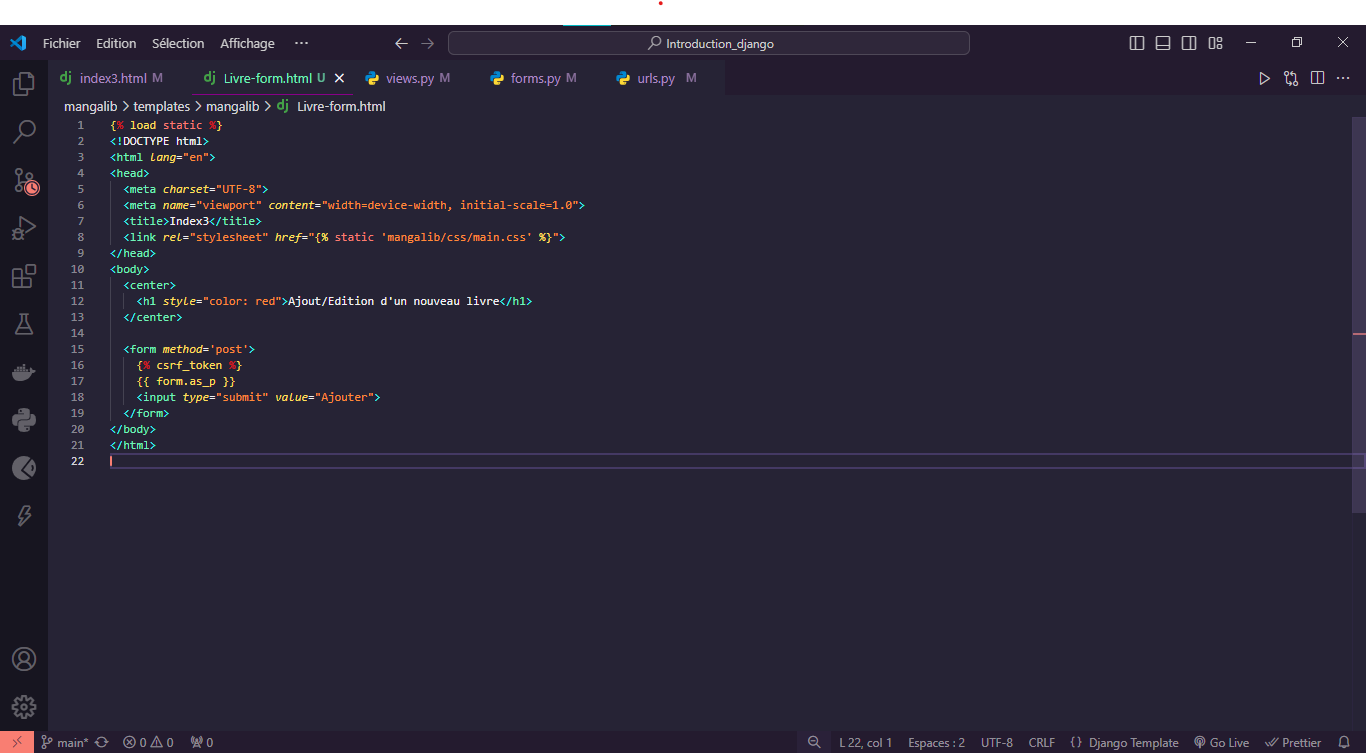 Fichier Edition Sélection Affichage ··· Introduction_django
index3.html M Livre-form.html U views.py M forms.py M urls.py M
mangalib > templates > mangalib > Livre-form.html
1 {% load static %}
2 <!DOCTYPE html>
3 <html lang="en">
4 <head>
5 <meta charset="UTF-8">
6 <meta name="viewport" content="width=device-width, initial-scale=1.0">
7 <title>Index3</title>
8 <link rel="stylesheet" href="{% static 'mangalib/css/main.css' %}">
9 </head>
10 <body>
11 <center>
12 <h1 style="color: red">Ajout/Edition d'un nouveau livre</h1>
13 </center>
14
15 <form method='post'>
16 {% csrf_token %}
17 {{ form.as_p }}
18 <input type="submit" value="Ajouter">
19 </form>
20 </body>
21 </html>
22
main* 0 0 0 L 22, col 1 Espaces : 2 UTF-8 CRLF {} Django Template Go Live Prettier